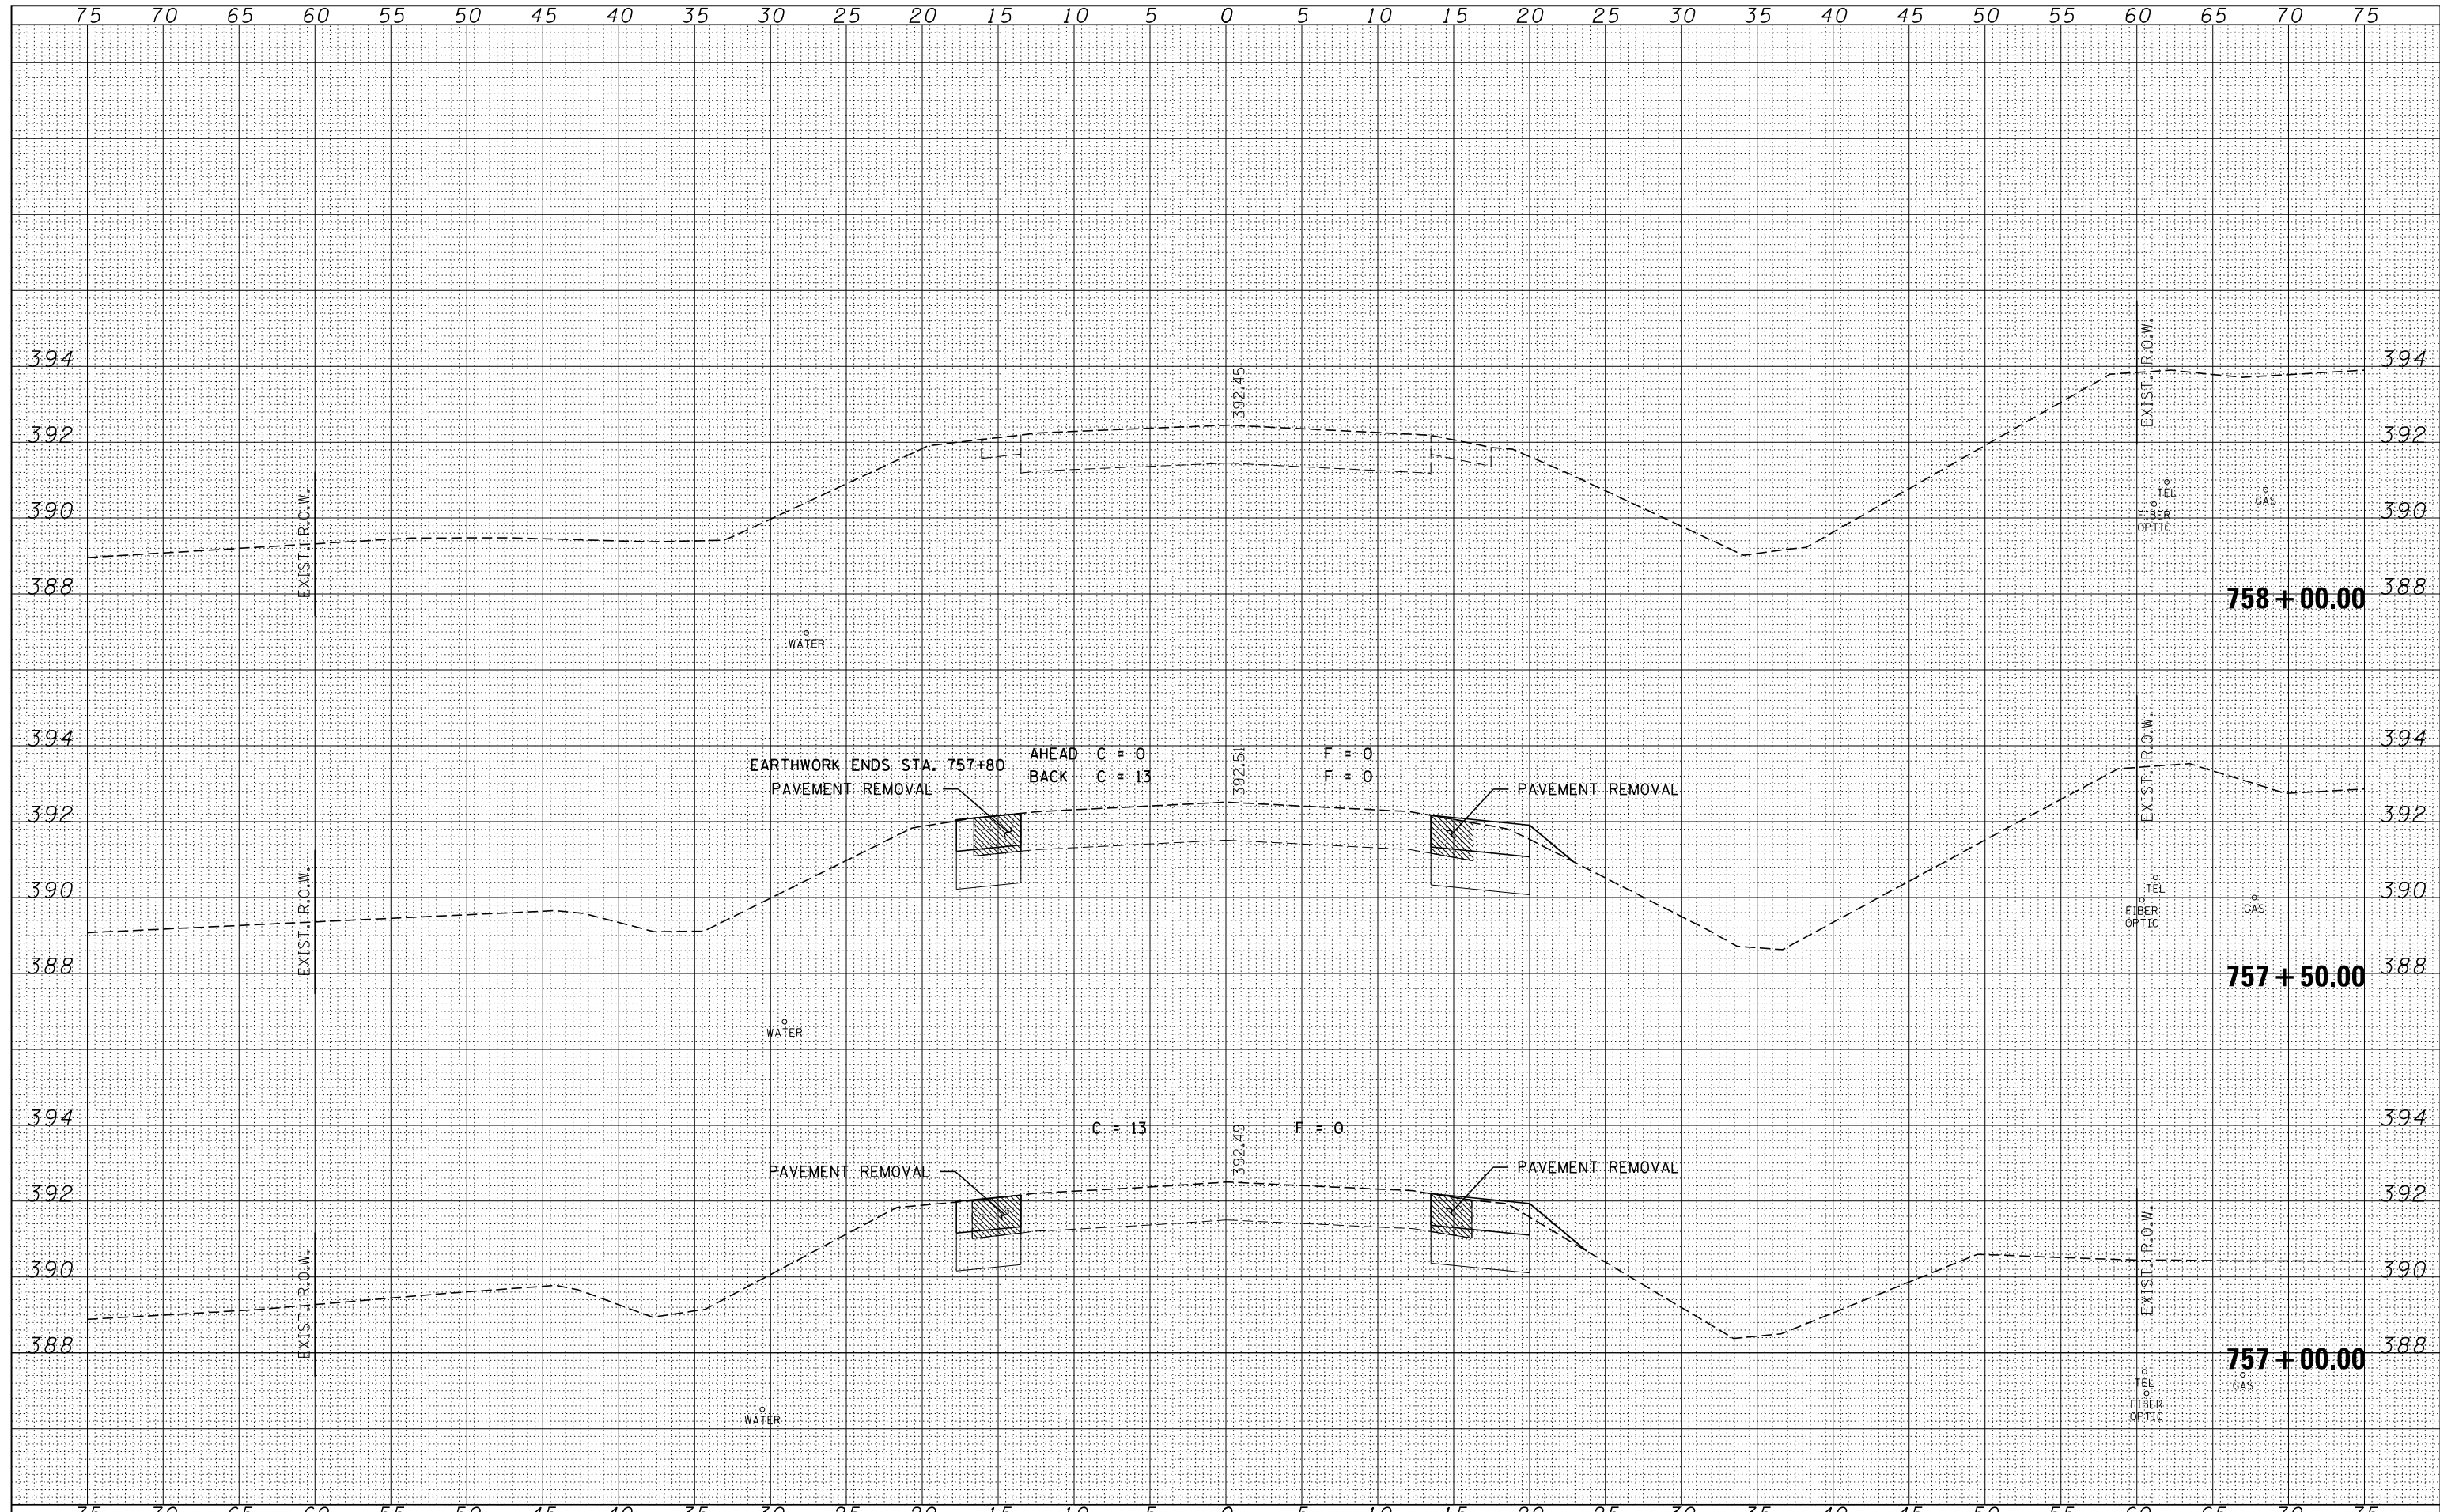 75 70 65 60 55 50 45 40 35 30 25 20 15 10 5 0 5 10 15 20 25 30 35 40 45 50 55 60 65 70 75
EXIST. R.O.W.
394 394
392.45
392 392
TEL
GAS
390 390
FIBER
OPTIC
EXIST. R.O.W.
388 388
758+00.00
WATER
EXIST. R.O.W.
394 394
AHEAD C = 0 F = 0
EARTHWORK ENDS STA. 757+80
392.51
BACK C = 13 F = 0
PAVEMENT REMOVAL PAVEMENT REMOVAL
392 392
TEL
390 390
GAS
FIBER
OPTIC
EXIST. R.O.W.
388 388
757+50.00
WATER
394 394
C = 13 F = 0
392.49
PAVEMENT REMOVAL PAVEMENT REMOVAL
392 392
EXIST. R.O.W.
390 390
EXIST. R.O.W.
388 388
757+00.00
TEL
GAS
FIBER
OPTIC
WATER
75 70 65 60 55 50 45 40 35 30 25 20 15 10 5 0 5 10 15 20 25 30 35 40 45 50 55 60 65 70 75